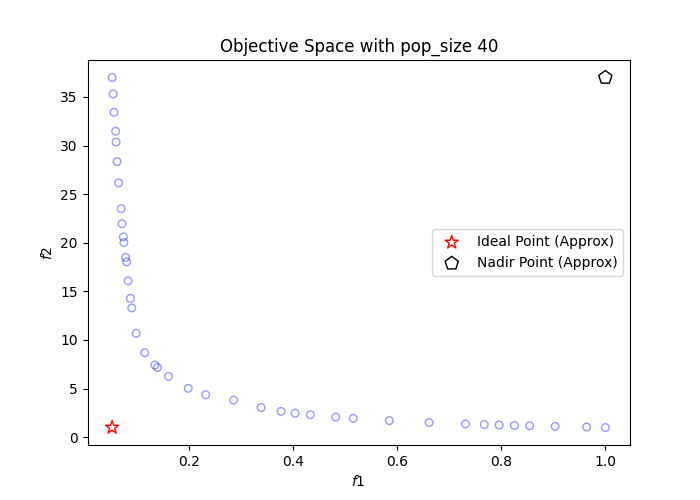 Objective Space with pop_size 40
f2
35
30
25
20
15
10
5
0
Ideal Point (Approx)
Nadir Point (Approx)
0.2 0.4 0.6 0.8 1.0
f1